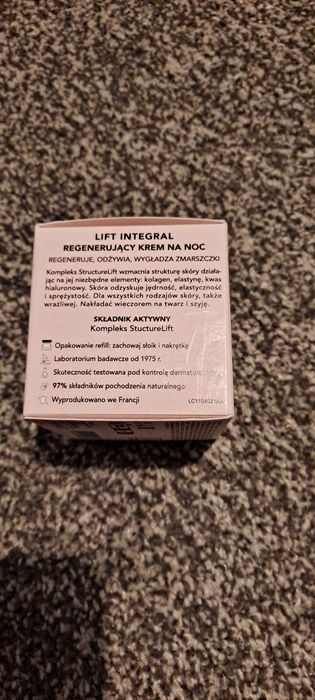 LIFT INTEGRAL
REGENERUJĄCY KREM NA NOC
REGENERUJE, ODŻYWIA, WYGŁADZA ZMARSZCZKI
Kompleks StructureLift wzmacnia strukturę skóry działa-
jąc na jej niezbędne elementy: kolagen, elastynę, kwas
hialuronowy. Skóra odzyskuje jędrność, elastyczność
i sprężystość. Dla wszystkich rodzajów skóry, także
wrażliwej. Nakładać wieczorem na twarz i szyję.
SKŁADNIK AKTYWNY
Kompleks StuctureLift
Opakowanie refill: zachowaj słoik i nakrętkę
Laboratorium badawcze od 1975 r.
Skuteczność testowana pod kontrolą dermatologiczną
97% składników pochodzenia naturalnego
Wyprodukowano we Francji